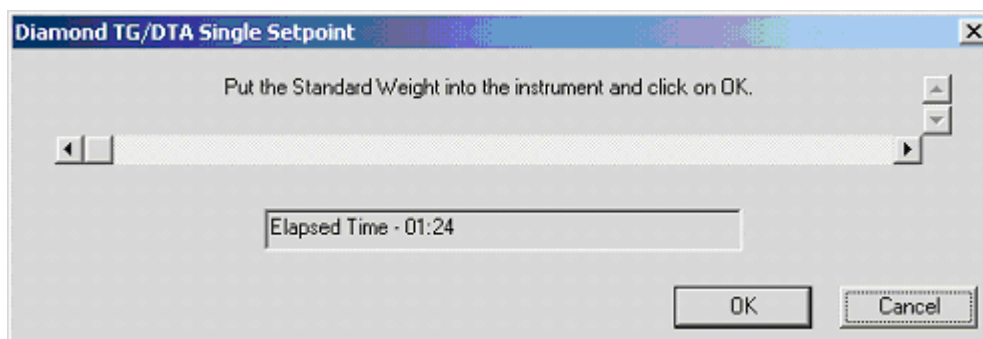 Diamond TG/DTA Single Setpoint
Put the Standard Weight into the instrument and click on OK.
Elapsed Time - 01:24
OK
Cancel